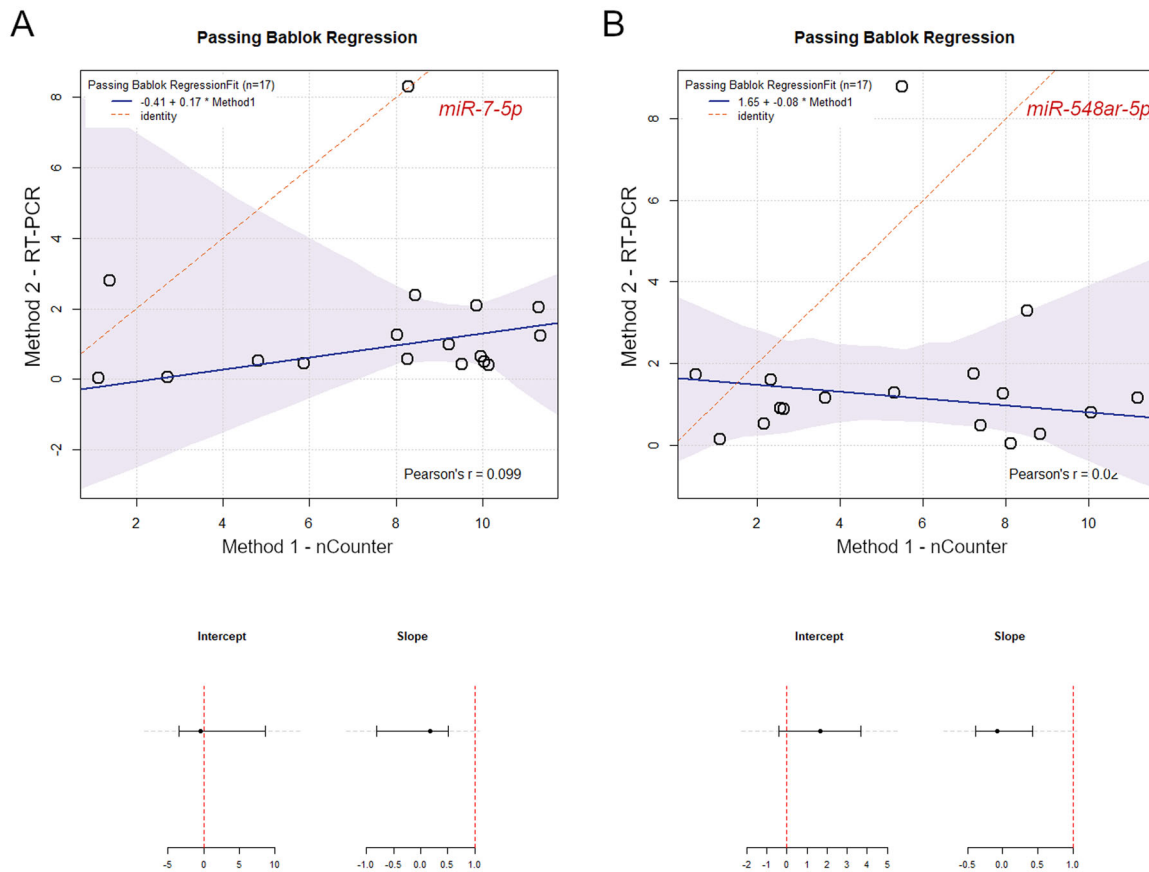 A
Passing Bablok Regression
Passing Bablok RegressionFit (n=17)
-0.41 + 0.17 * Method1
identity
miR-7-5p
Method 2 - RT-PCR
8
6
4
2
0
-2
Pearson's r = 0.099
2 4 6 8 10
Method 1 - nCounter
Intercept
-5 0 5 10
Slope
-1.0 0.0 0.5 1.0
B
Passing Bablok Regression
Passing Bablok RegressionFit (n=17)
1.65 + -0.08 * Method1
identity
miR-548ar-5p
Method 2 - RT-PCR
8
6
4
2
0
Pearson's r = 0.02
2 4 6 8 10
Method 1 - nCounter
Intercept
-2 -1 0 1 2 3 4 5
Slope
-0.5 0.0 0.5 1.0